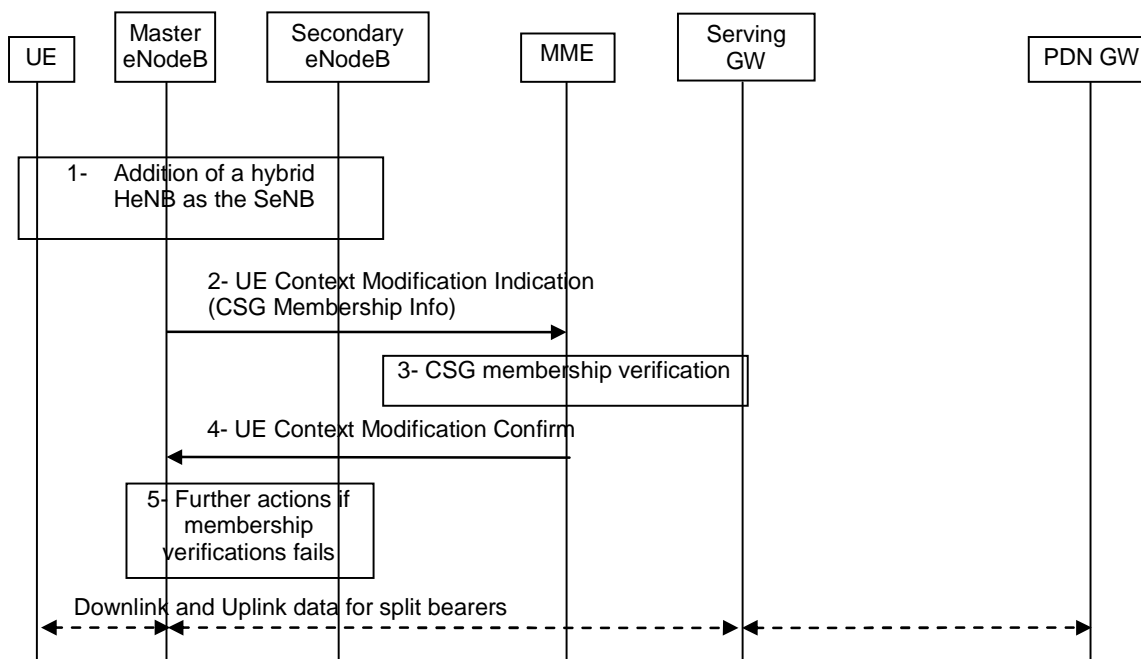 UE
Master
eNodeB
Secondary
eNodeB
MME
Serving
GW
PDN GW
1- Addition of a hybrid
HeNB as the SeNB
2- UE Context Modification Indication
(CSG Membership Info)
3- CSG membership verification
4- UE Context Modification Confirm
5- Further actions if
membership
verifications fails
Downlink and Uplink data for split bearers